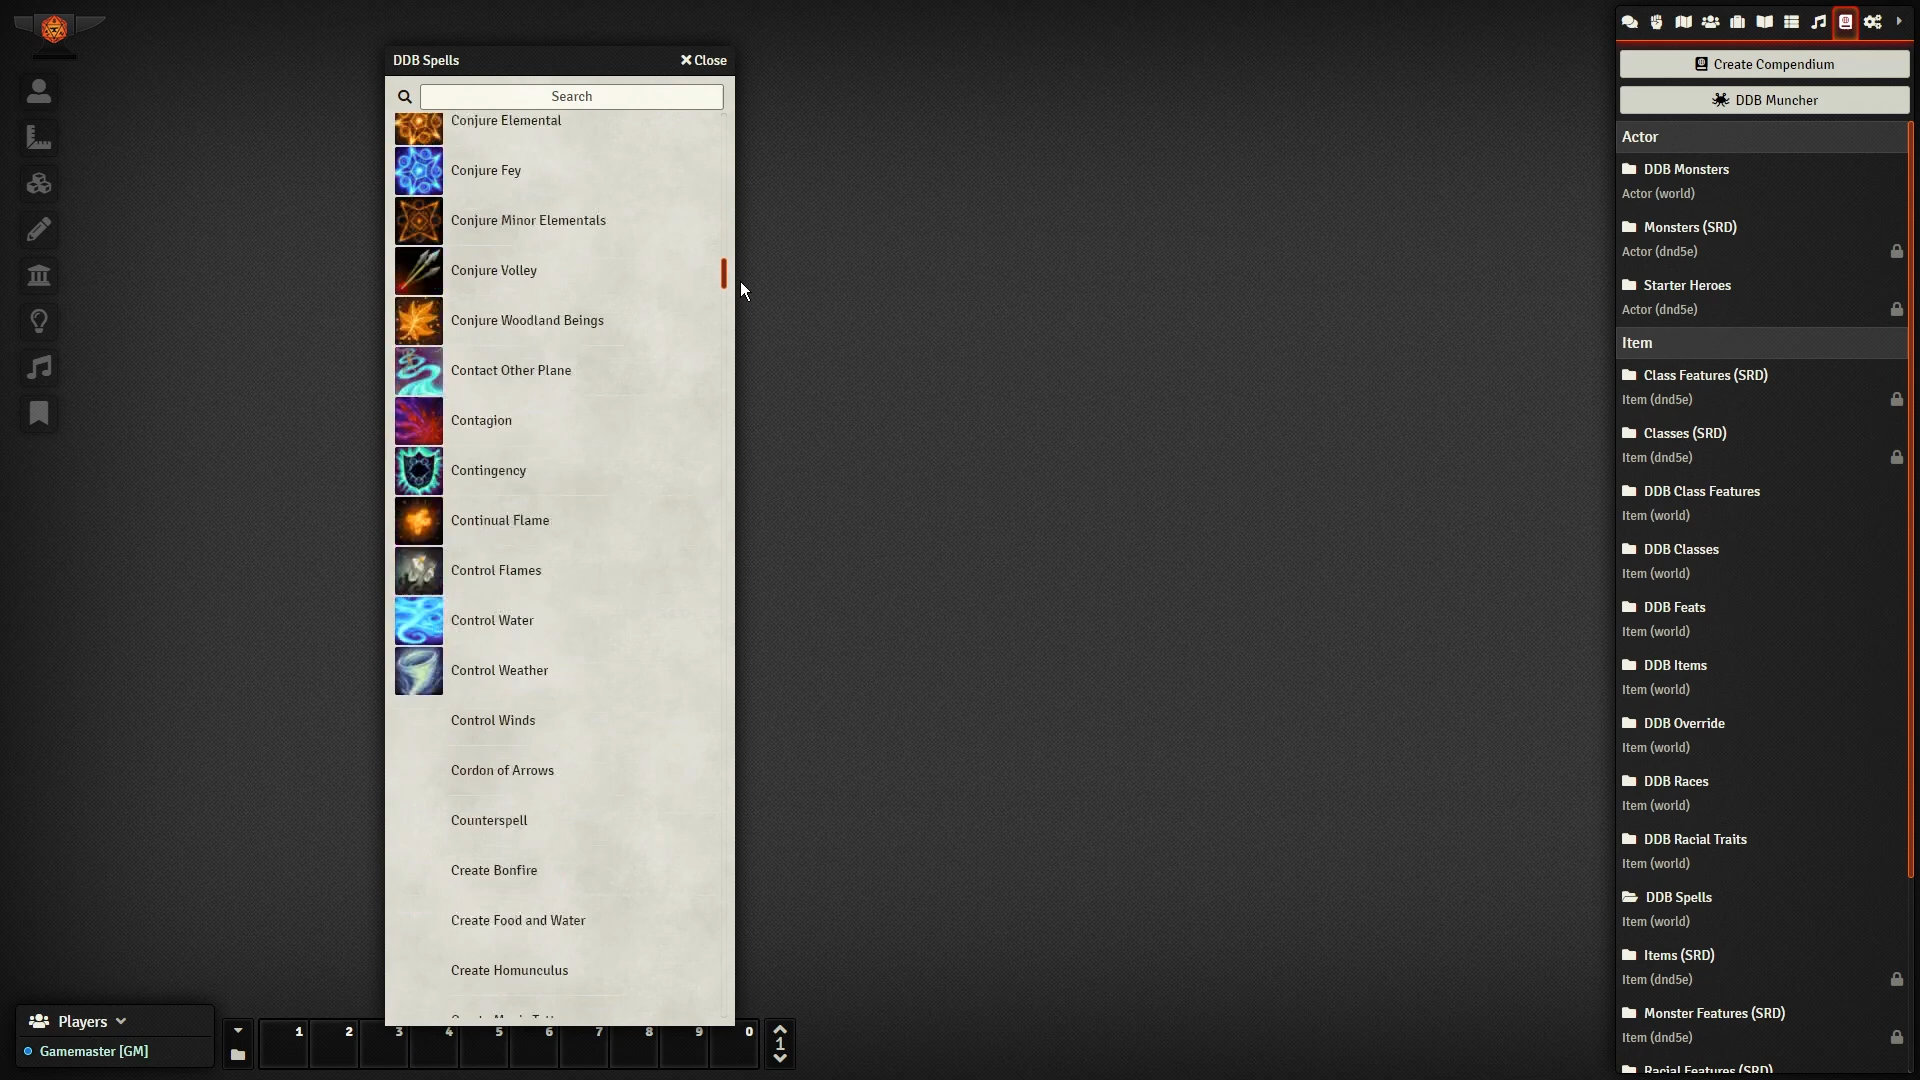 DDB Spells
Close
Search
Conjure Elemental
Conjure Fey
Conjure Minor Elementals
Conjure Volley
Conjure Woodland Beings
Contact Other Plane
Contagion
Contingency
Continual Flame
Control Flames
Control Water
Control Weather
Control Winds
Cordon of Arrows
Counterspell
Create Bonfire
Create Food and Water
Create Homunculus
Create Compendium
DDB Muncher
Actor
DDB Monsters
Actor (world)
Monsters (SRD)
Actor (dnd5e)
Starter Heroes
Actor (dnd5e)
Item
Class Features (SRD)
Item (dnd5e)
Classes (SRD)
Item (dnd5e)
DDB Class Features
Item (world)
DDB Classes
Item (world)
DDB Feats
Item (world)
DDB Items
Item (world)
DDB Override
Item (world)
DDB Races
Item (world)
DDB Racial Traits
Item (world)
DDB Spells
Item (world)
Items (SRD)
Item (dnd5e)
Monster Features (SRD)
Item (dnd5e)
Racial Features (SRD)
Players
Gamemaster [GM]
1 2 3 4 5 6 7 8 9 0
1